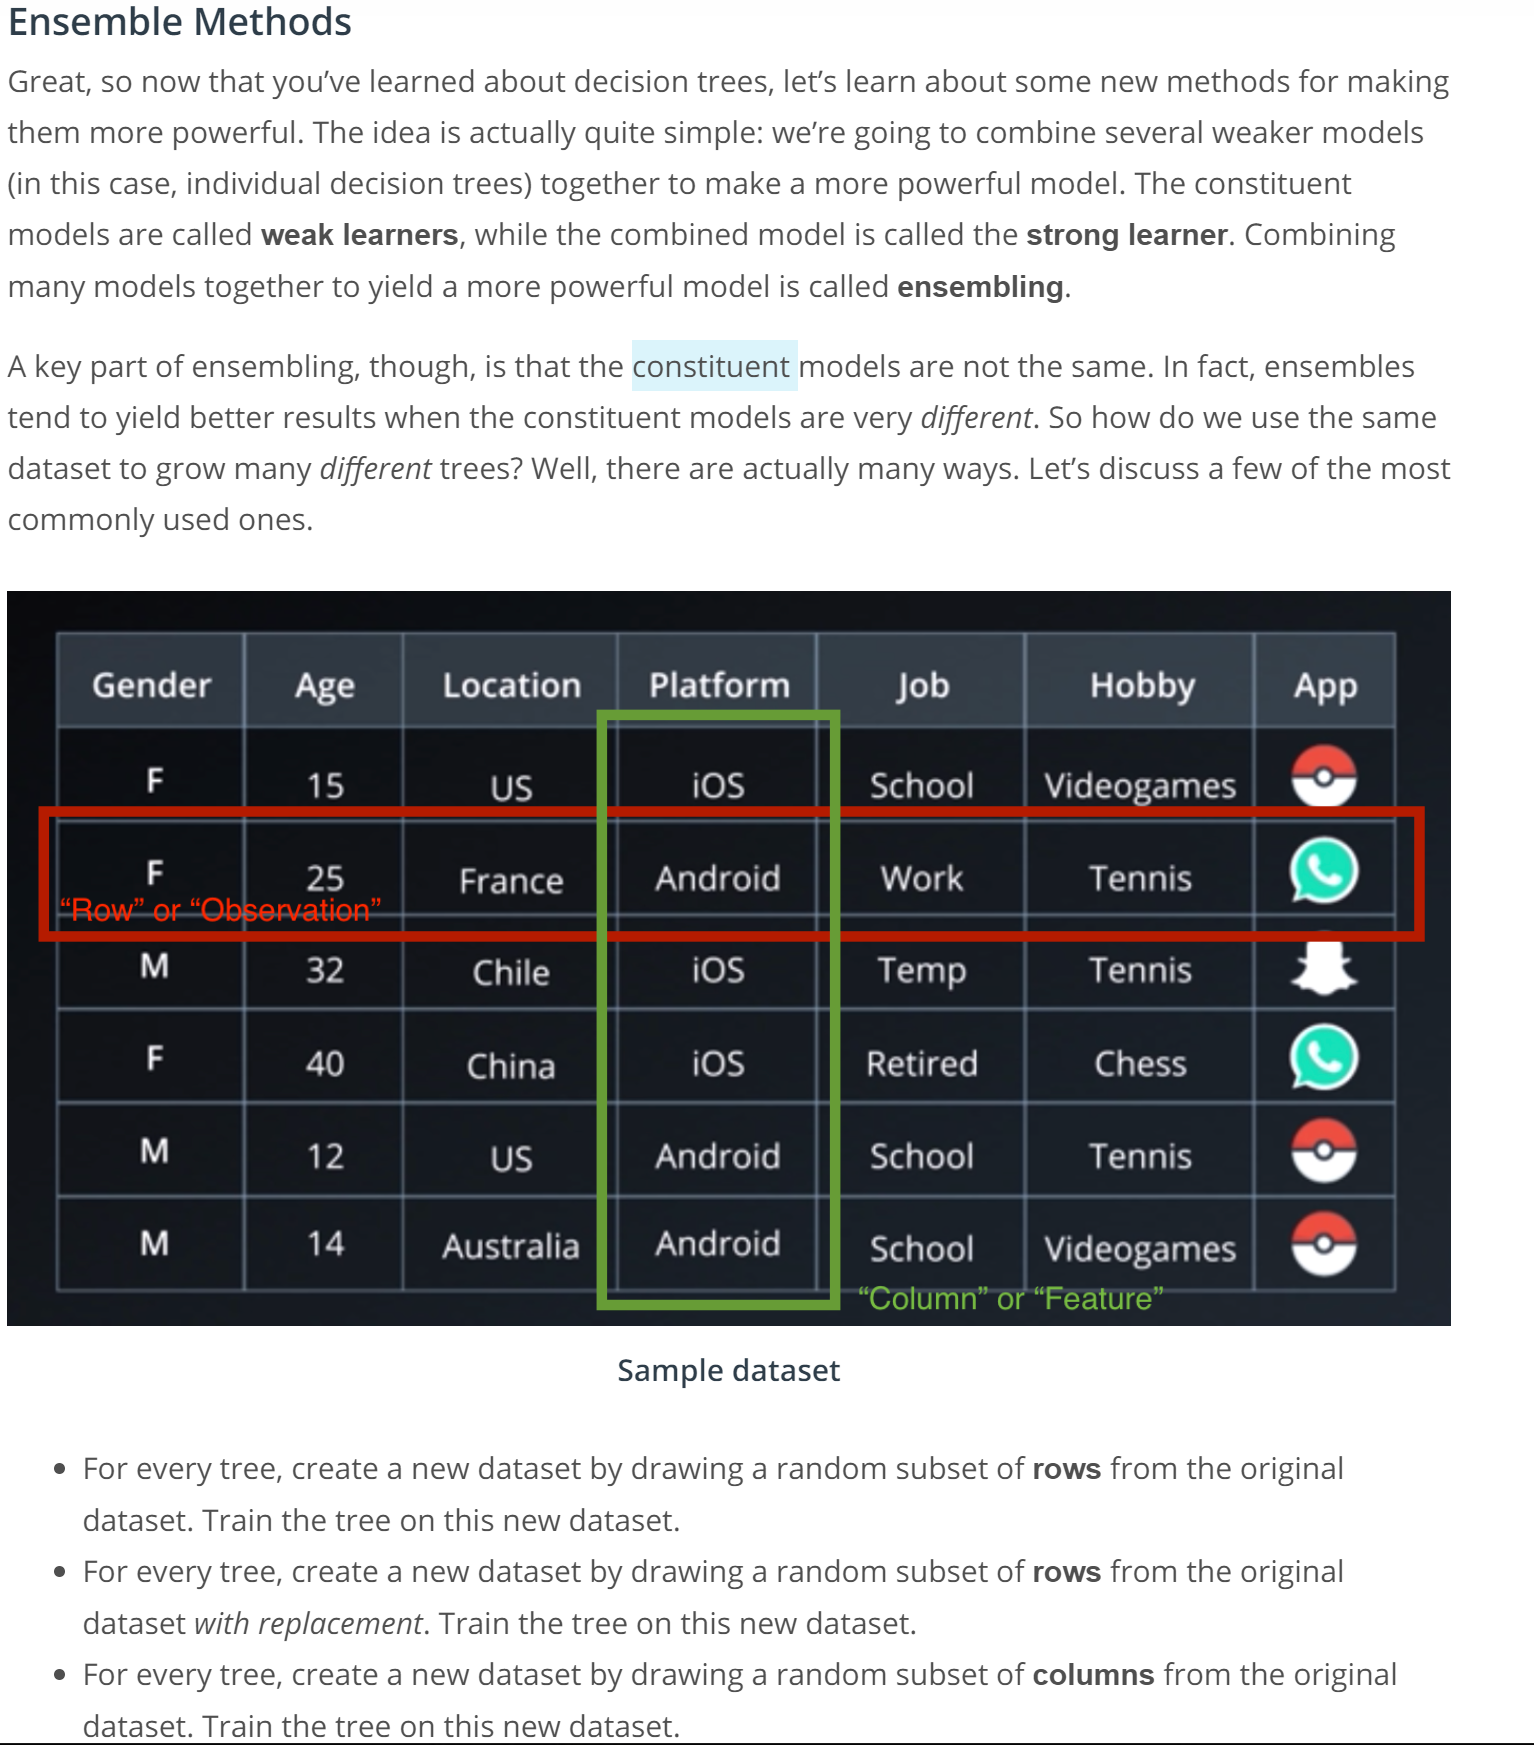 Ensemble Methods
Great, so now that you’ve learned about decision trees, let’s learn about some new methods for making
them more powerful. The idea is actually quite simple: we’re going to combine several weaker models
(in this case, individual decision trees) together to make a more powerful model. The constituent
models are called weak learners, while the combined model is called the strong learner. Combining
many models together to yield a more powerful model is called ensembling.
A key part of ensembling, though, is that the constituent models are not the same. In fact, ensembles
tend to yield better results when the constituent models are very different. So how do we use the same
dataset to grow many different trees? Well, there are actually many ways. Let’s discuss a few of the most
commonly used ones.
Gender Age Location Platform Job Hobby App
F 15 US iOS School Videogames
F 25 France Android Work Tennis
“Row” or “Observation”
M 32 Chile iOS Temp Tennis
F 40 China iOS Retired Chess
M 12 US Android School Tennis
M 14 Australia Android School Videogames
“Column” or “Feature”
Sample dataset
• For every tree, create a new dataset by drawing a random subset of rows from the original
dataset. Train the tree on this new dataset.
• For every tree, create a new dataset by drawing a random subset of rows from the original
dataset with replacement. Train the tree on this new dataset.
• For every tree, create a new dataset by drawing a random subset of columns from the original
dataset. Train the tree on this new dataset.